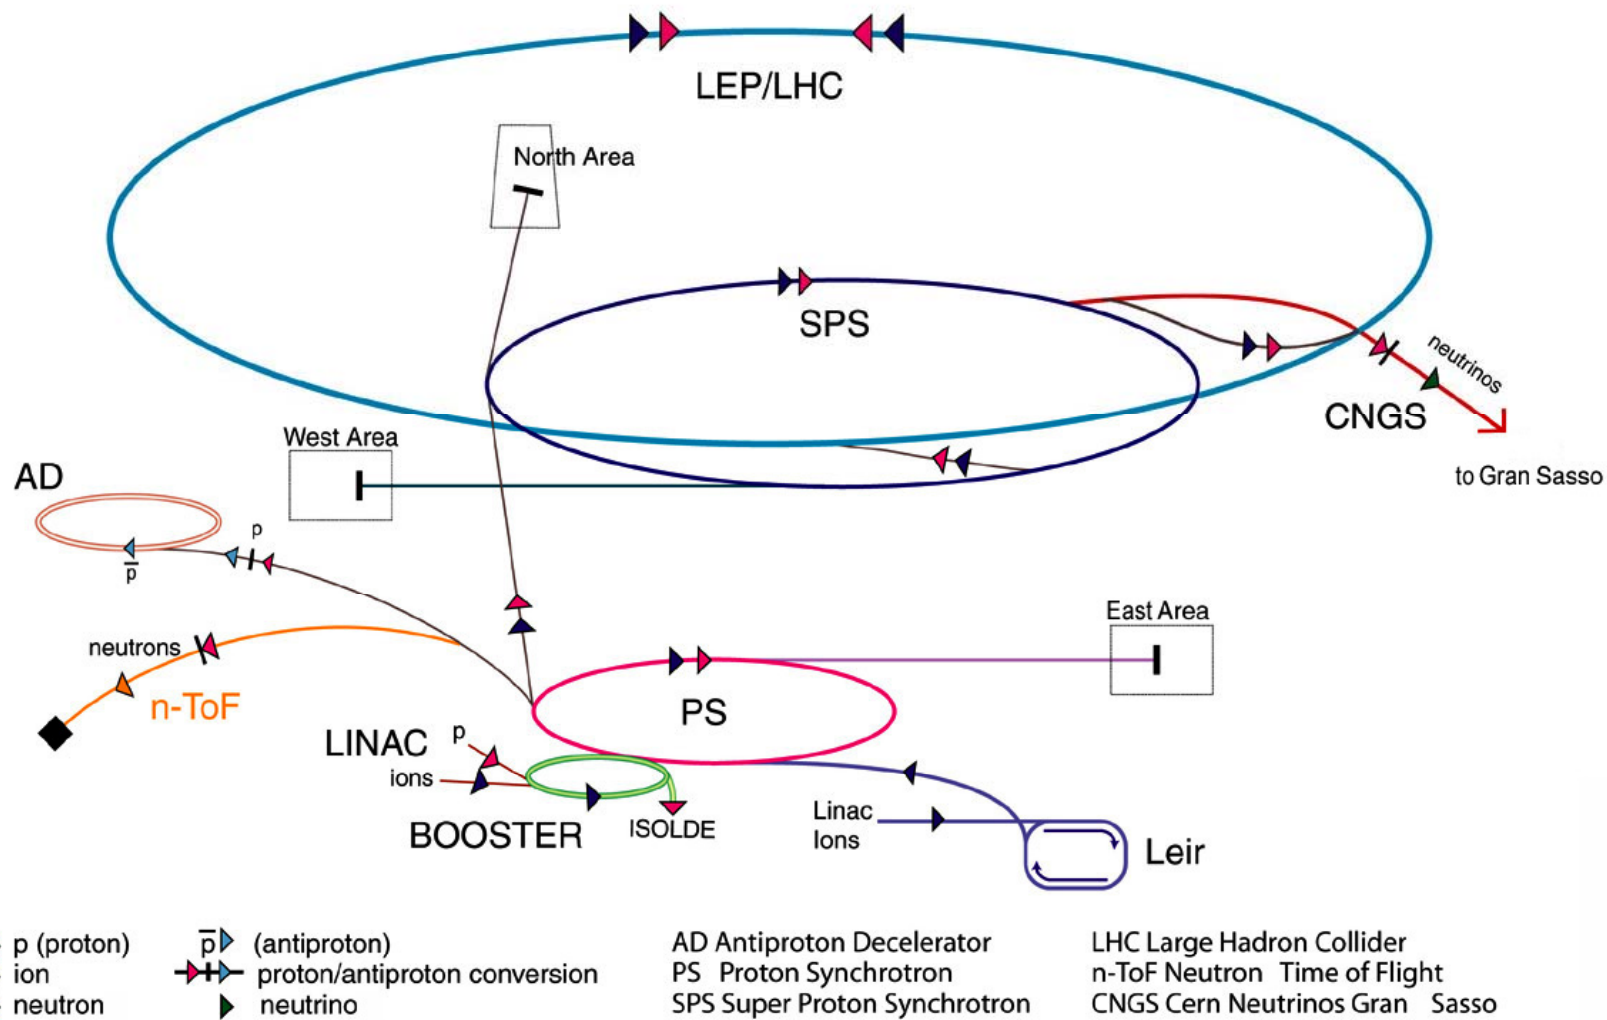 LEP/LHC
North Area
SPS
neutrinos
CNGS
to Gran Sasso
West Area
AD
p
p̅
East Area
neutrons
n-ToF
PS
LINAC
p
ions
BOOSTER
ISOLDE
Linac
Ions
Leir
p (proton)
ion
neutron
p̅ (antiproton)
proton/antiproton conversion
neutrino
AD Antiproton Decelerator
PS Proton Synchrotron
SPS Super Proton Synchrotron
LHC Large Hadron Collider
n-ToF Neutron Time of Flight
CNGS Cern Neutrinos Gran Sasso